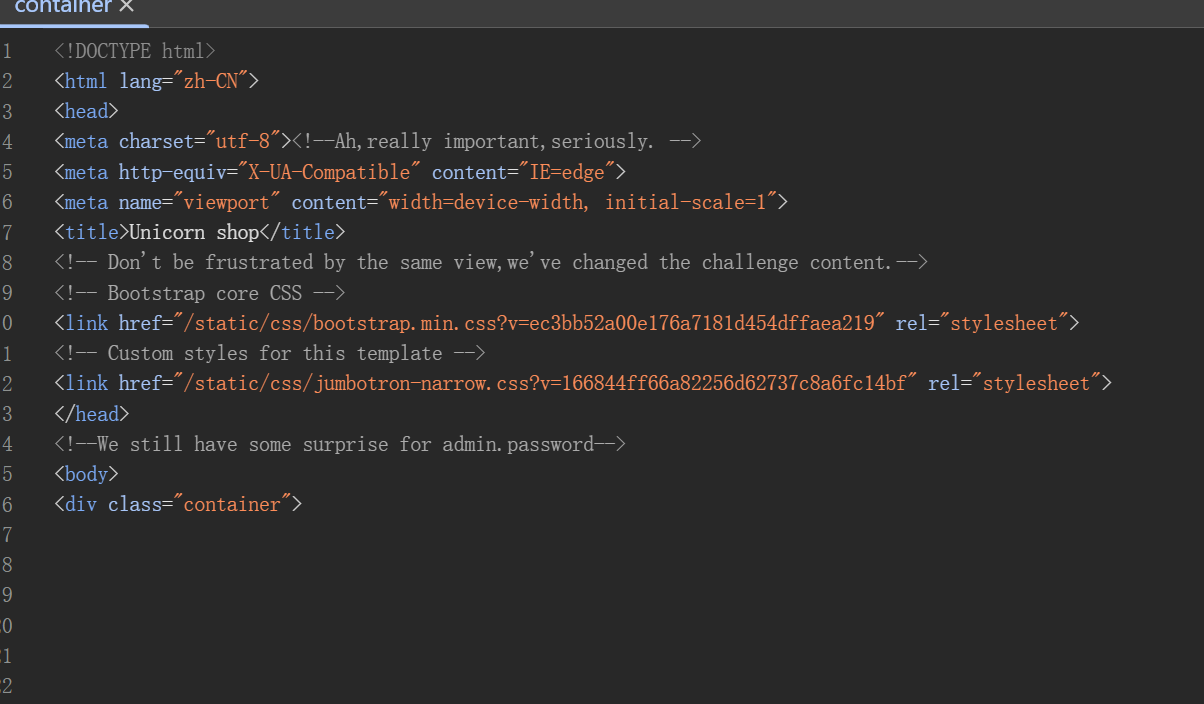 container ×
1 <!DOCTYPE html>
2 <html lang="zh-CN">
3 <head>
4 <meta charset="utf-8"><!--Ah,really important,seriously. -->
5 <meta http-equiv="X-UA-Compatible" content="IE=edge">
6 <meta name="viewport" content="width=device-width, initial-scale=1">
7 <title>Unicorn shop</title>
8 <!-- Don't be frustrated by the same view,we've changed the challenge content.-->
9 <!-- Bootstrap core CSS -->
0 <link href="/static/css/bootstrap.min.css?v=ec3bb52a00e176a7181d454dffaea219" rel="stylesheet">
1 <!-- Custom styles for this template -->
2 <link href="/static/css/jumbotron-narrow.css?v=166844ff66a82256d62737c8a6fc14bf" rel="stylesheet">
3 </head>
4 <!--We still have some surprise for admin.password-->
5 <body>
6 <div class="container">
7
8
9
20
21
22